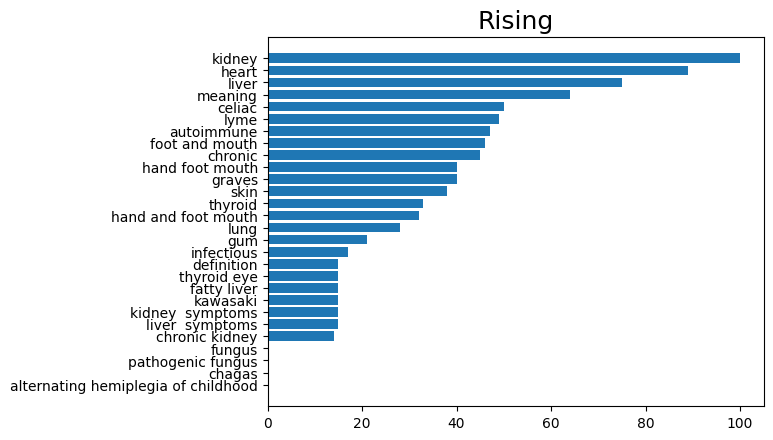 Rising
kidney
heart
liver
meaning
celiac
lyme
autoimmune
foot and mouth
chronic
hand foot mouth
graves
skin
thyroid
hand and foot mouth
lung
gum
infectious
definition
thyroid eye
fatty liver
kawasaki
kidney  symptoms
liver  symptoms
chronic kidney
fungus
pathogenic fungus
chagas
alternating hemiplegia of childhood
0 20 40 60 80 100